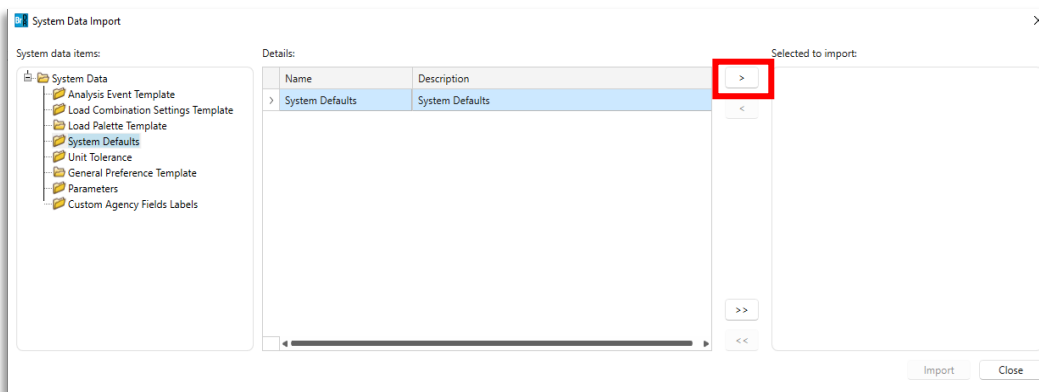 Br System Data Import
System data items:
Details:
Selected to import:
System Data
Analysis Event Template
Load Combination Settings Template
Load Palette Template
System Defaults
Unit Tolerance
General Preference Template
Parameters
Custom Agency Fields Labels
Name Description
> System Defaults System Defaults
>
<
>>
<<
Import Close